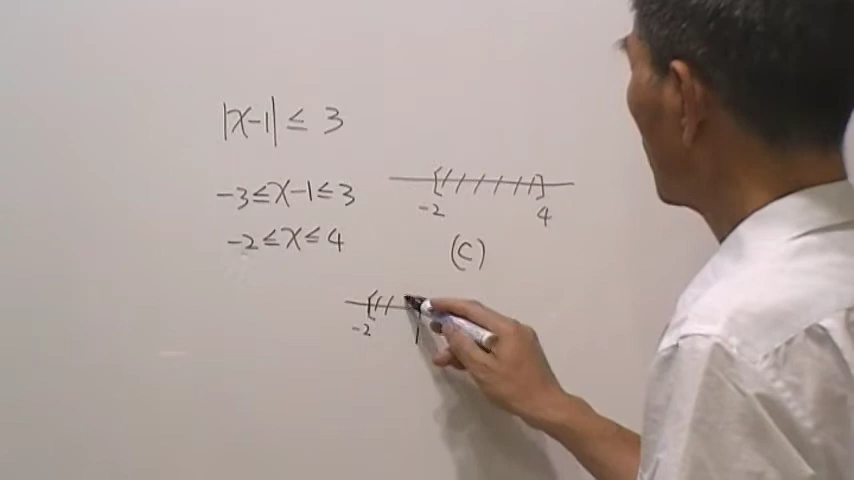 |x-1| ≤ 3
-3 ≤ x-1 ≤ 3
-2 ≤ x ≤ 4
-2 4
(C)
-2 1